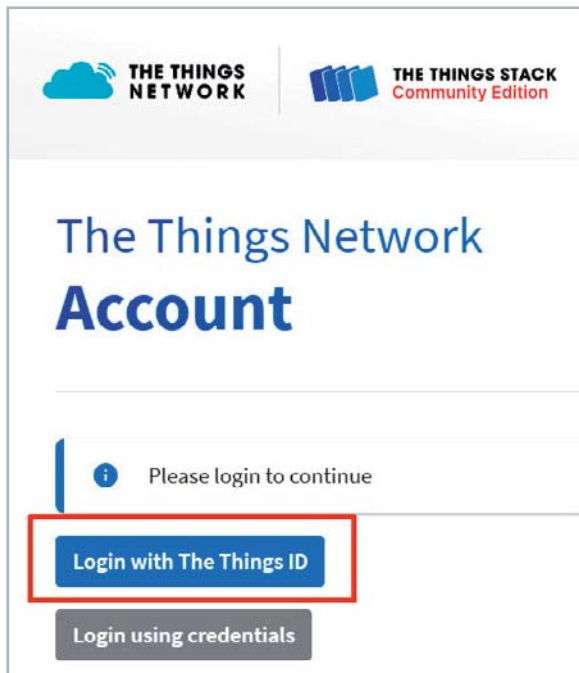 THE THINGS
NETWORK
THE THINGS STACK
Community Edition
The Things Network
Account
Please login to continue
Login with The Things ID
Login using credentials